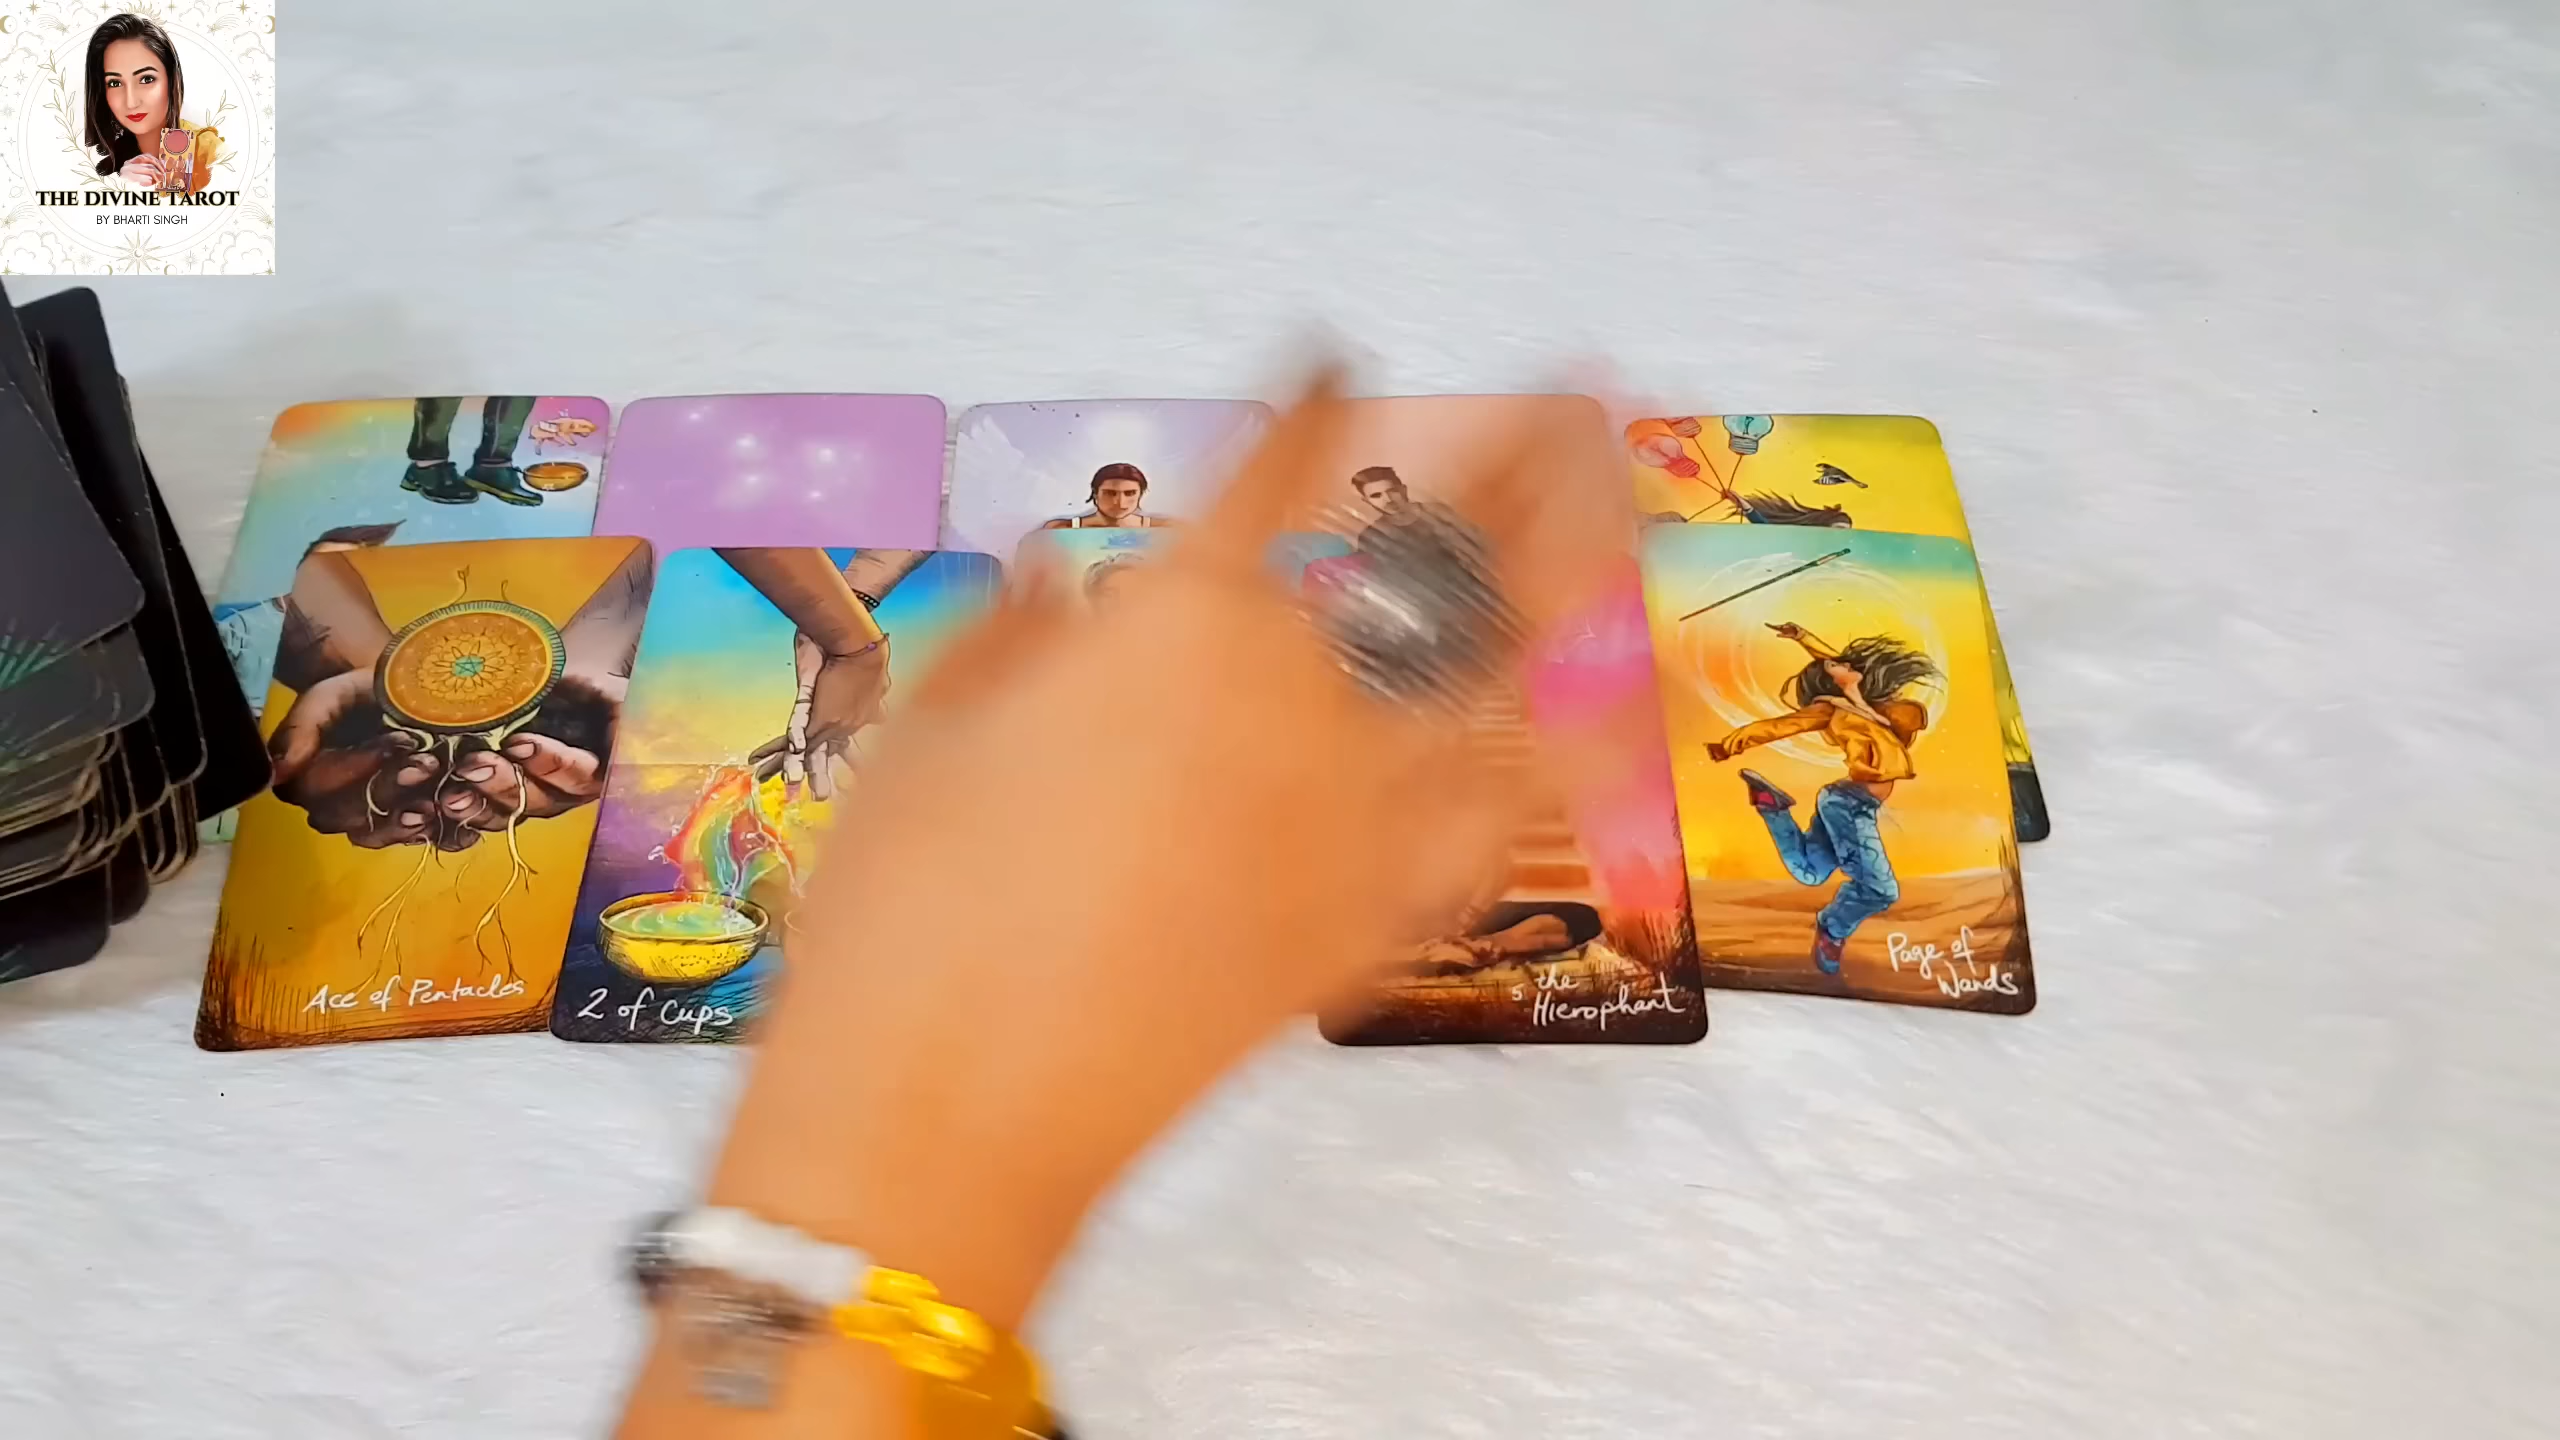 THE DIVINE TAROT
BY BHARTI SINGH
Ace of Pentacles
2 of Cups
5 the
Hierophant
Page of
Wands